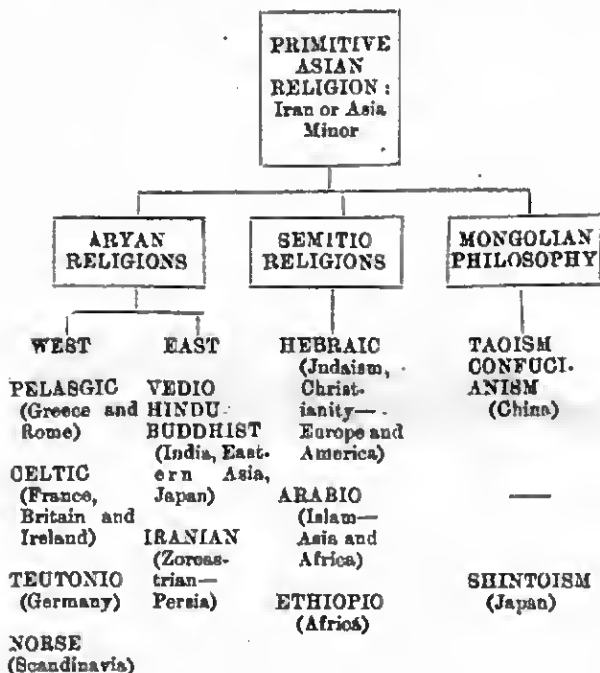 PRIMITIVE
ASIAN
RELIGION :
Iran or Asia
Minor
ARYAN
RELIGIONS
SEMITIC
RELIGIONS
MONGOLIAN
PHILOSOPHY
WEST
PELASGIC
(Greece and
Rome)
CELTIC
(France,
Britain and
Ireland)
TEUTONIC
(Germany)
NORSE
(Scandinavia)
EAST
VEDIC
HINDU
BUDDHIST
(India, East-
ern Asia,
Japan)
IRANIAN
(Zoroas-
trian—
Persia)
HEBRAIC
(Judaism,
Christ-
ianity—
Europe and
America)
ARABIC
(Islam—
Asia and
Africa)
ETHIOPIC
(Africa)
TAOISM
CONFUCI-
ANISM
(China)
—
SHINTOISM
(Japan)